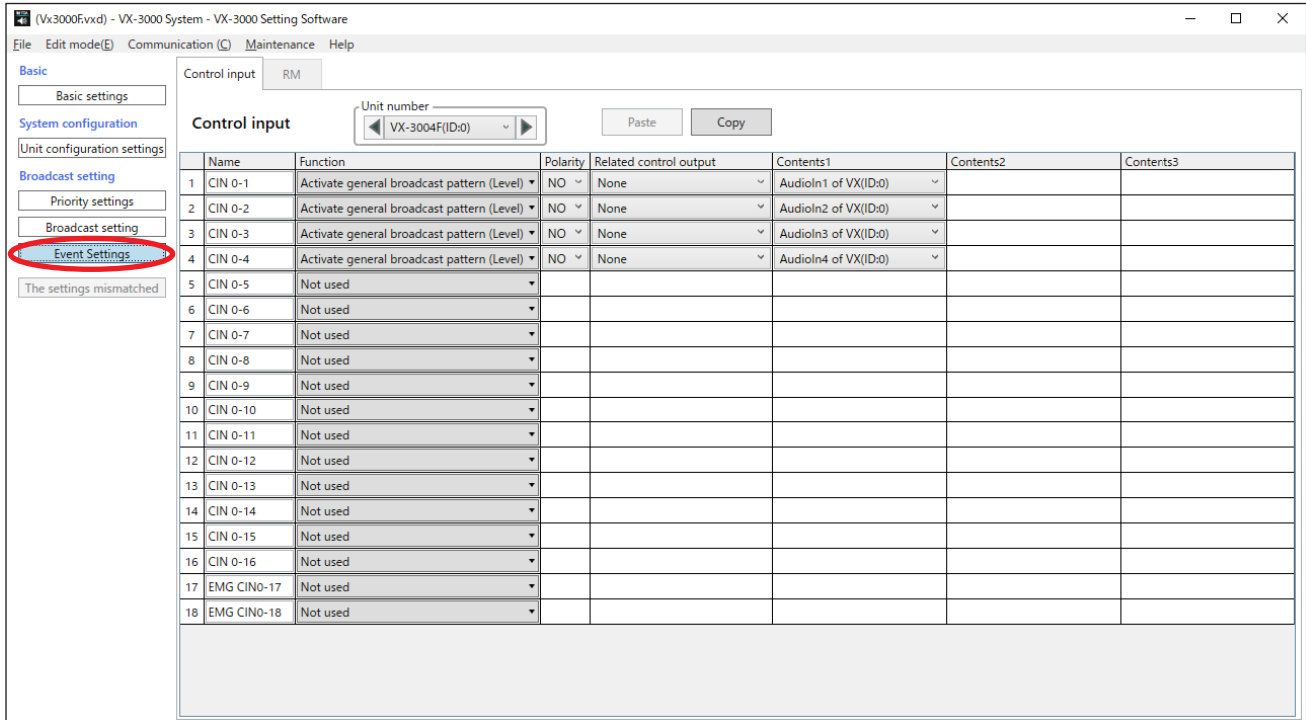 (Vx3000F.vxd) - VX-3000 System - VX-3000 Setting Software
File Edit mode(E) Communication (C) Maintenance Help
Basic
Basic settings
System configuration
Unit configuration settings
Broadcast setting
Priority settings
Broadcast setting
Event Settings
The settings mismatched
Control input RM
Control input
Unit number
VX-3004F(ID:0)
Paste Copy
Name Function Polarity Related control output Contents1 Contents2 Contents3
1 CIN 0-1 Activate general broadcast pattern (Level) NO None AudioIn1 of VX(ID:0)
2 CIN 0-2 Activate general broadcast pattern (Level) NO None AudioIn2 of VX(ID:0)
3 CIN 0-3 Activate general broadcast pattern (Level) NO None AudioIn3 of VX(ID:0)
4 CIN 0-4 Activate general broadcast pattern (Level) NO None AudioIn4 of VX(ID:0)
5 CIN 0-5 Not used
6 CIN 0-6 Not used
7 CIN 0-7 Not used
8 CIN 0-8 Not used
9 CIN 0-9 Not used
10 CIN 0-10 Not used
11 CIN 0-11 Not used
12 CIN 0-12 Not used
13 CIN 0-13 Not used
14 CIN 0-14 Not used
15 CIN 0-15 Not used
16 CIN 0-16 Not used
17 EMG CIN0-17 Not used
18 EMG CIN0-18 Not used